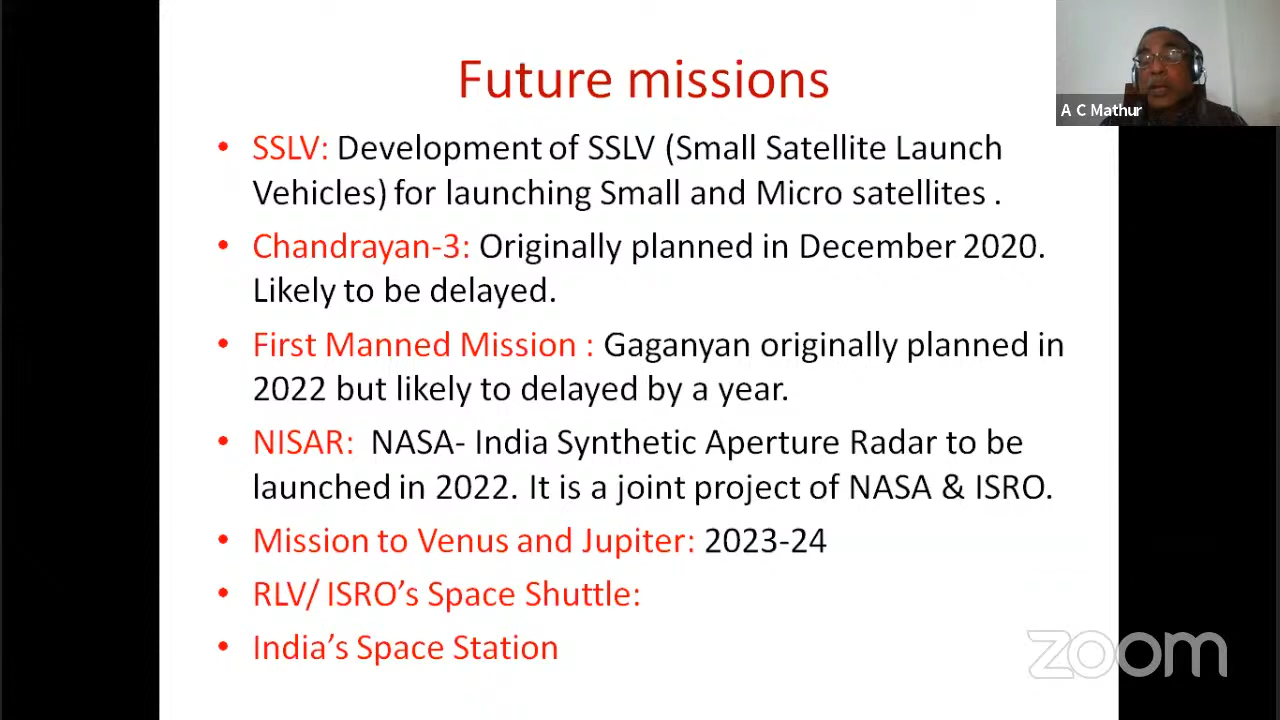 Future missions
A C Mathur
• SSLV: Development of SSLV (Small Satellite Launch
Vehicles) for launching Small and Micro satellites .
• Chandrayan-3: Originally planned in December 2020.
Likely to be delayed.
• First Manned Mission : Gaganyan originally planned in
2022 but likely to delayed by a year.
• NISAR: NASA- India Synthetic Aperture Radar to be
launched in 2022. It is a joint project of NASA & ISRO.
• Mission to Venus and Jupiter: 2023-24
• RLV/ ISRO’s Space Shuttle:
• India’s Space Station
zoom